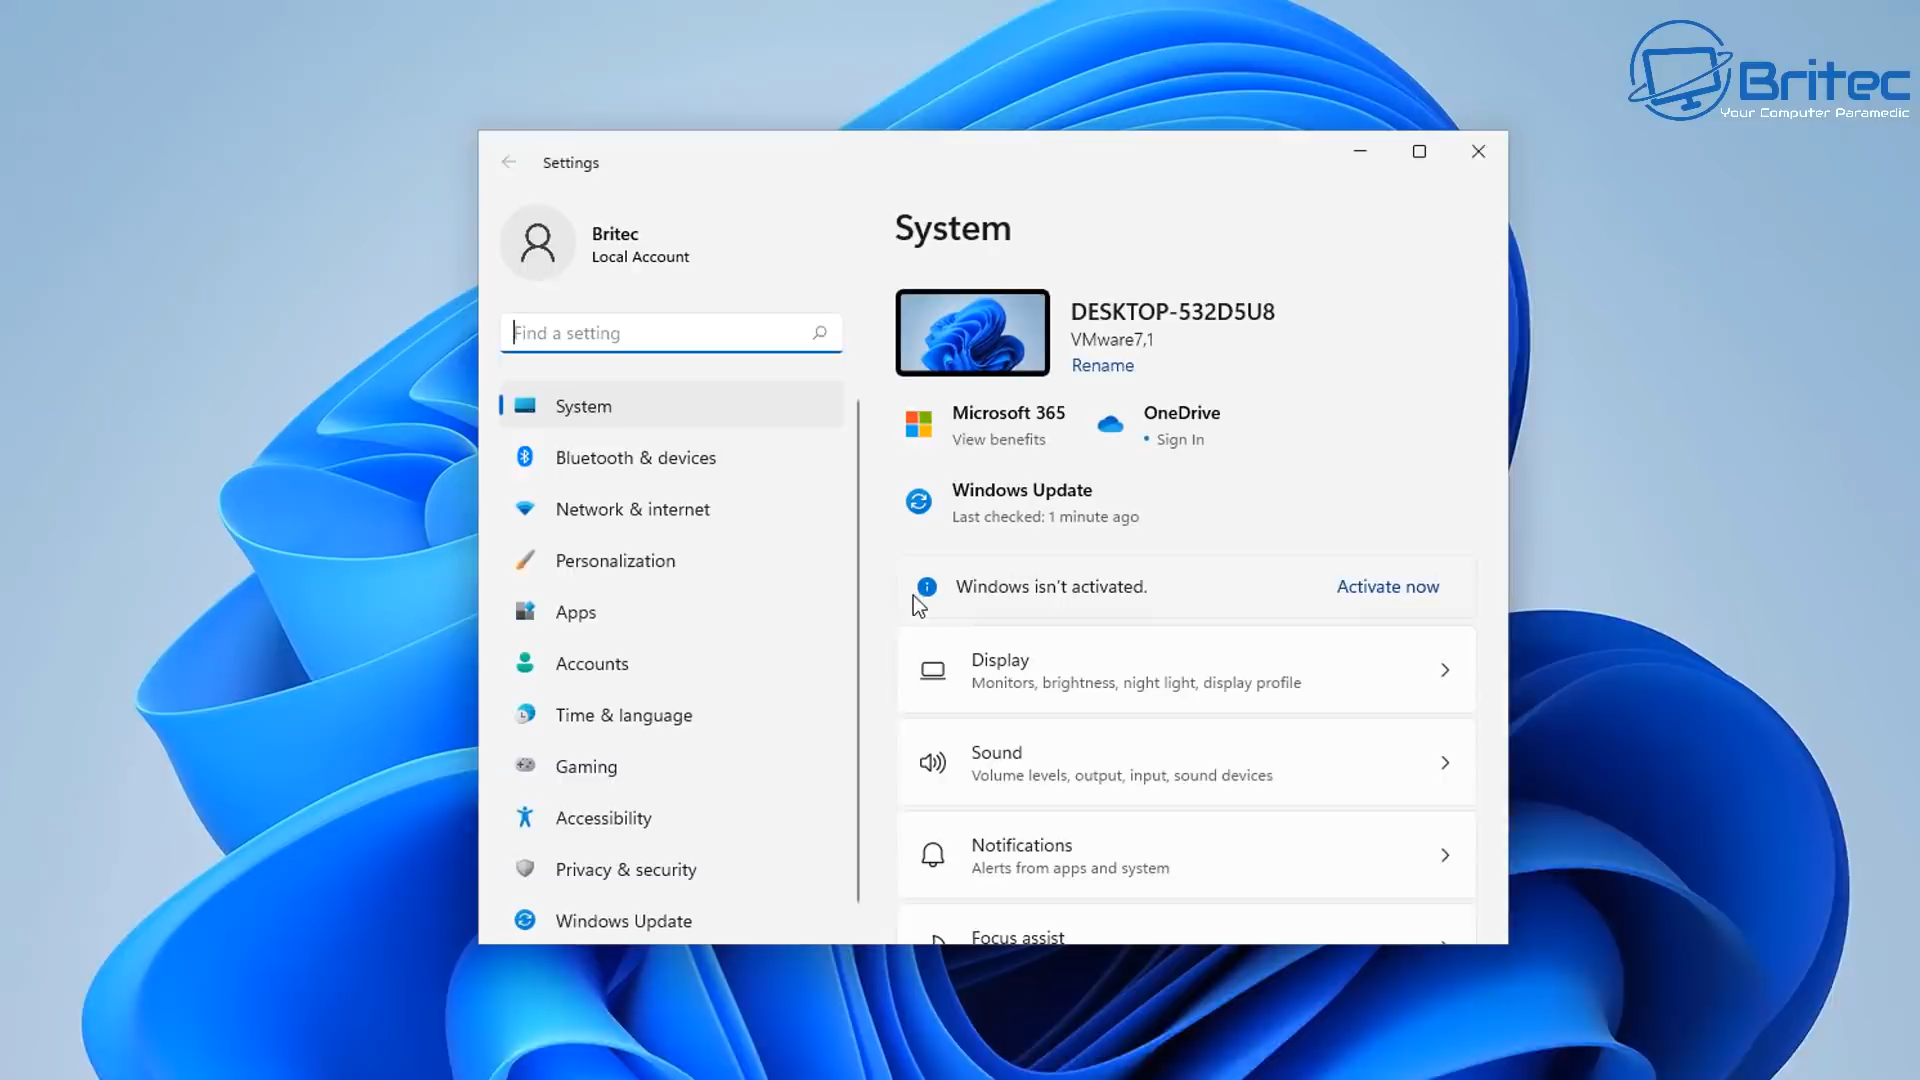 Britec
Your Computer Paramedic
Settings
Britec
Local Account
Find a setting
System
Bluetooth & devices
Network & internet
Personalization
Apps
Accounts
Time & language
Gaming
Accessibility
Privacy & security
Windows Update
System
DESKTOP-532D5U8
VMware7,1
Rename
Microsoft 365
View benefits
OneDrive
• Sign In
Windows Update
Last checked: 1 minute ago
Windows isn't activated.
Activate now
Display
Monitors, brightness, night light, display profile
Sound
Volume levels, output, input, sound devices
Notifications
Alerts from apps and system
Focus assist